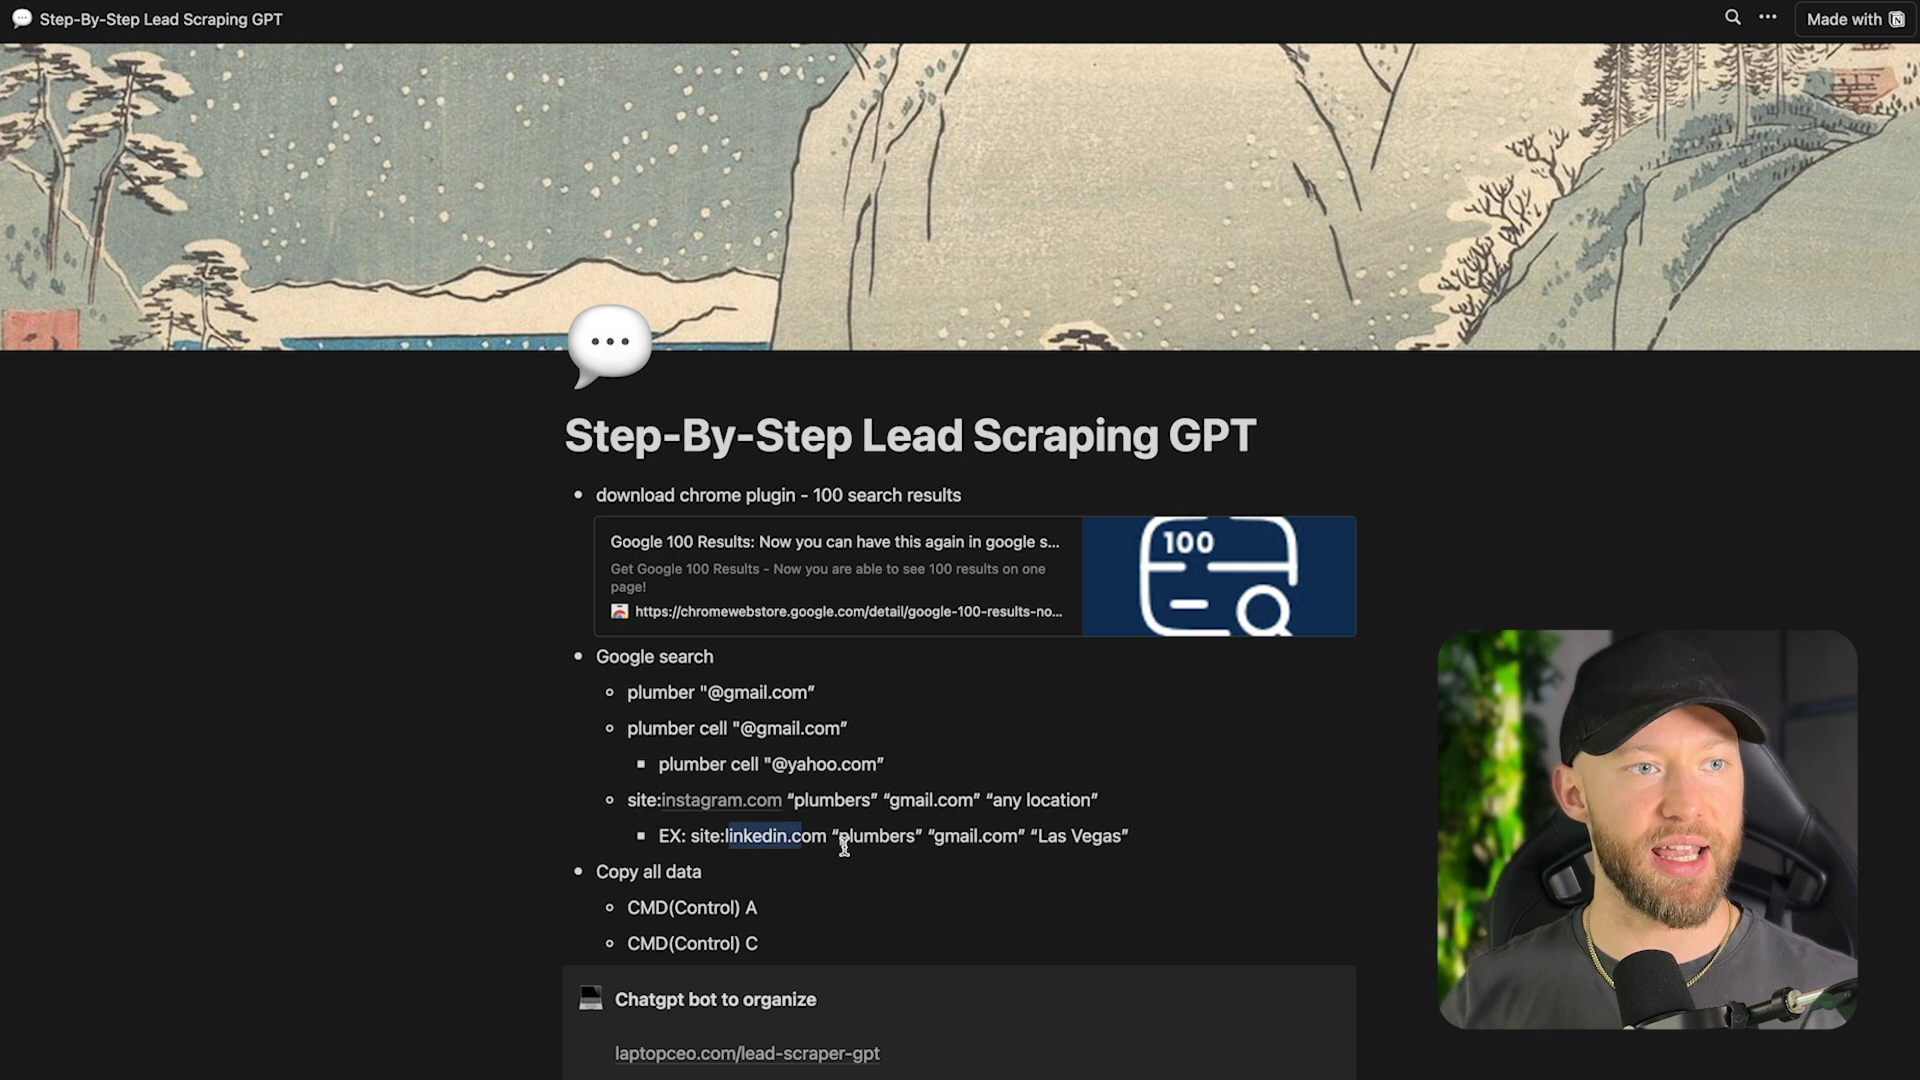 Step-By-Step Lead Scraping GPT
Made with
Step-By-Step Lead Scraping GPT
download chrome plugin - 100 search results
Google 100 Results: Now you can have this again in google s...
Get Google 100 Results - Now you are able to see 100 results on one
page!
https://chromewebstore.google.com/detail/google-100-results-no...
100
Google search
plumber "@gmail.com”
plumber cell "@gmail.com”
plumber cell "@yahoo.com”
site:instagram.com “plumbers” “gmail.com” “any location”
EX: site:linkedin.com “plumbers” “gmail.com” “Las Vegas”
Copy all data
CMD(Control) A
CMD(Control) C
Chatgpt bot to organize
laptopceo.com/lead-scraper-gpt